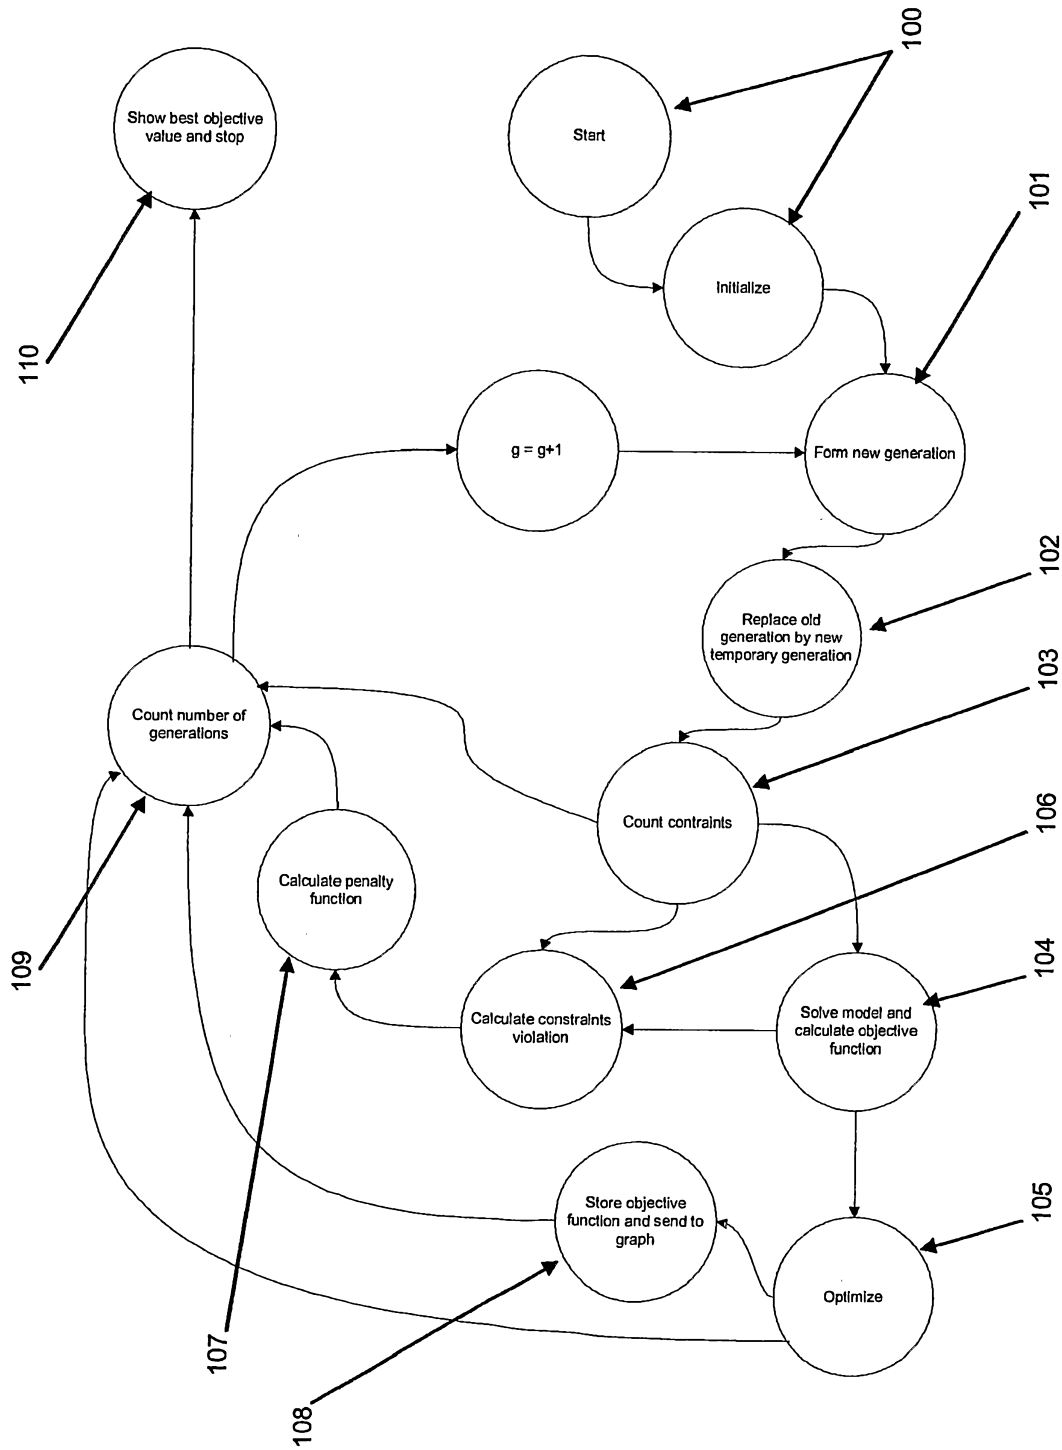 100
Show best objective
value and stop
Start
101
Initialize
110
g = g+1
Form new generation
102
Replace old
generation by new
temporary generation
103
Count number of
generations
106
Count contraints
Calculate penalty
function
109
104
Calculate constraints
violation
Solve model and
calculate objective
function
105
Store objective
function and send to
graph
Optimize
107
108